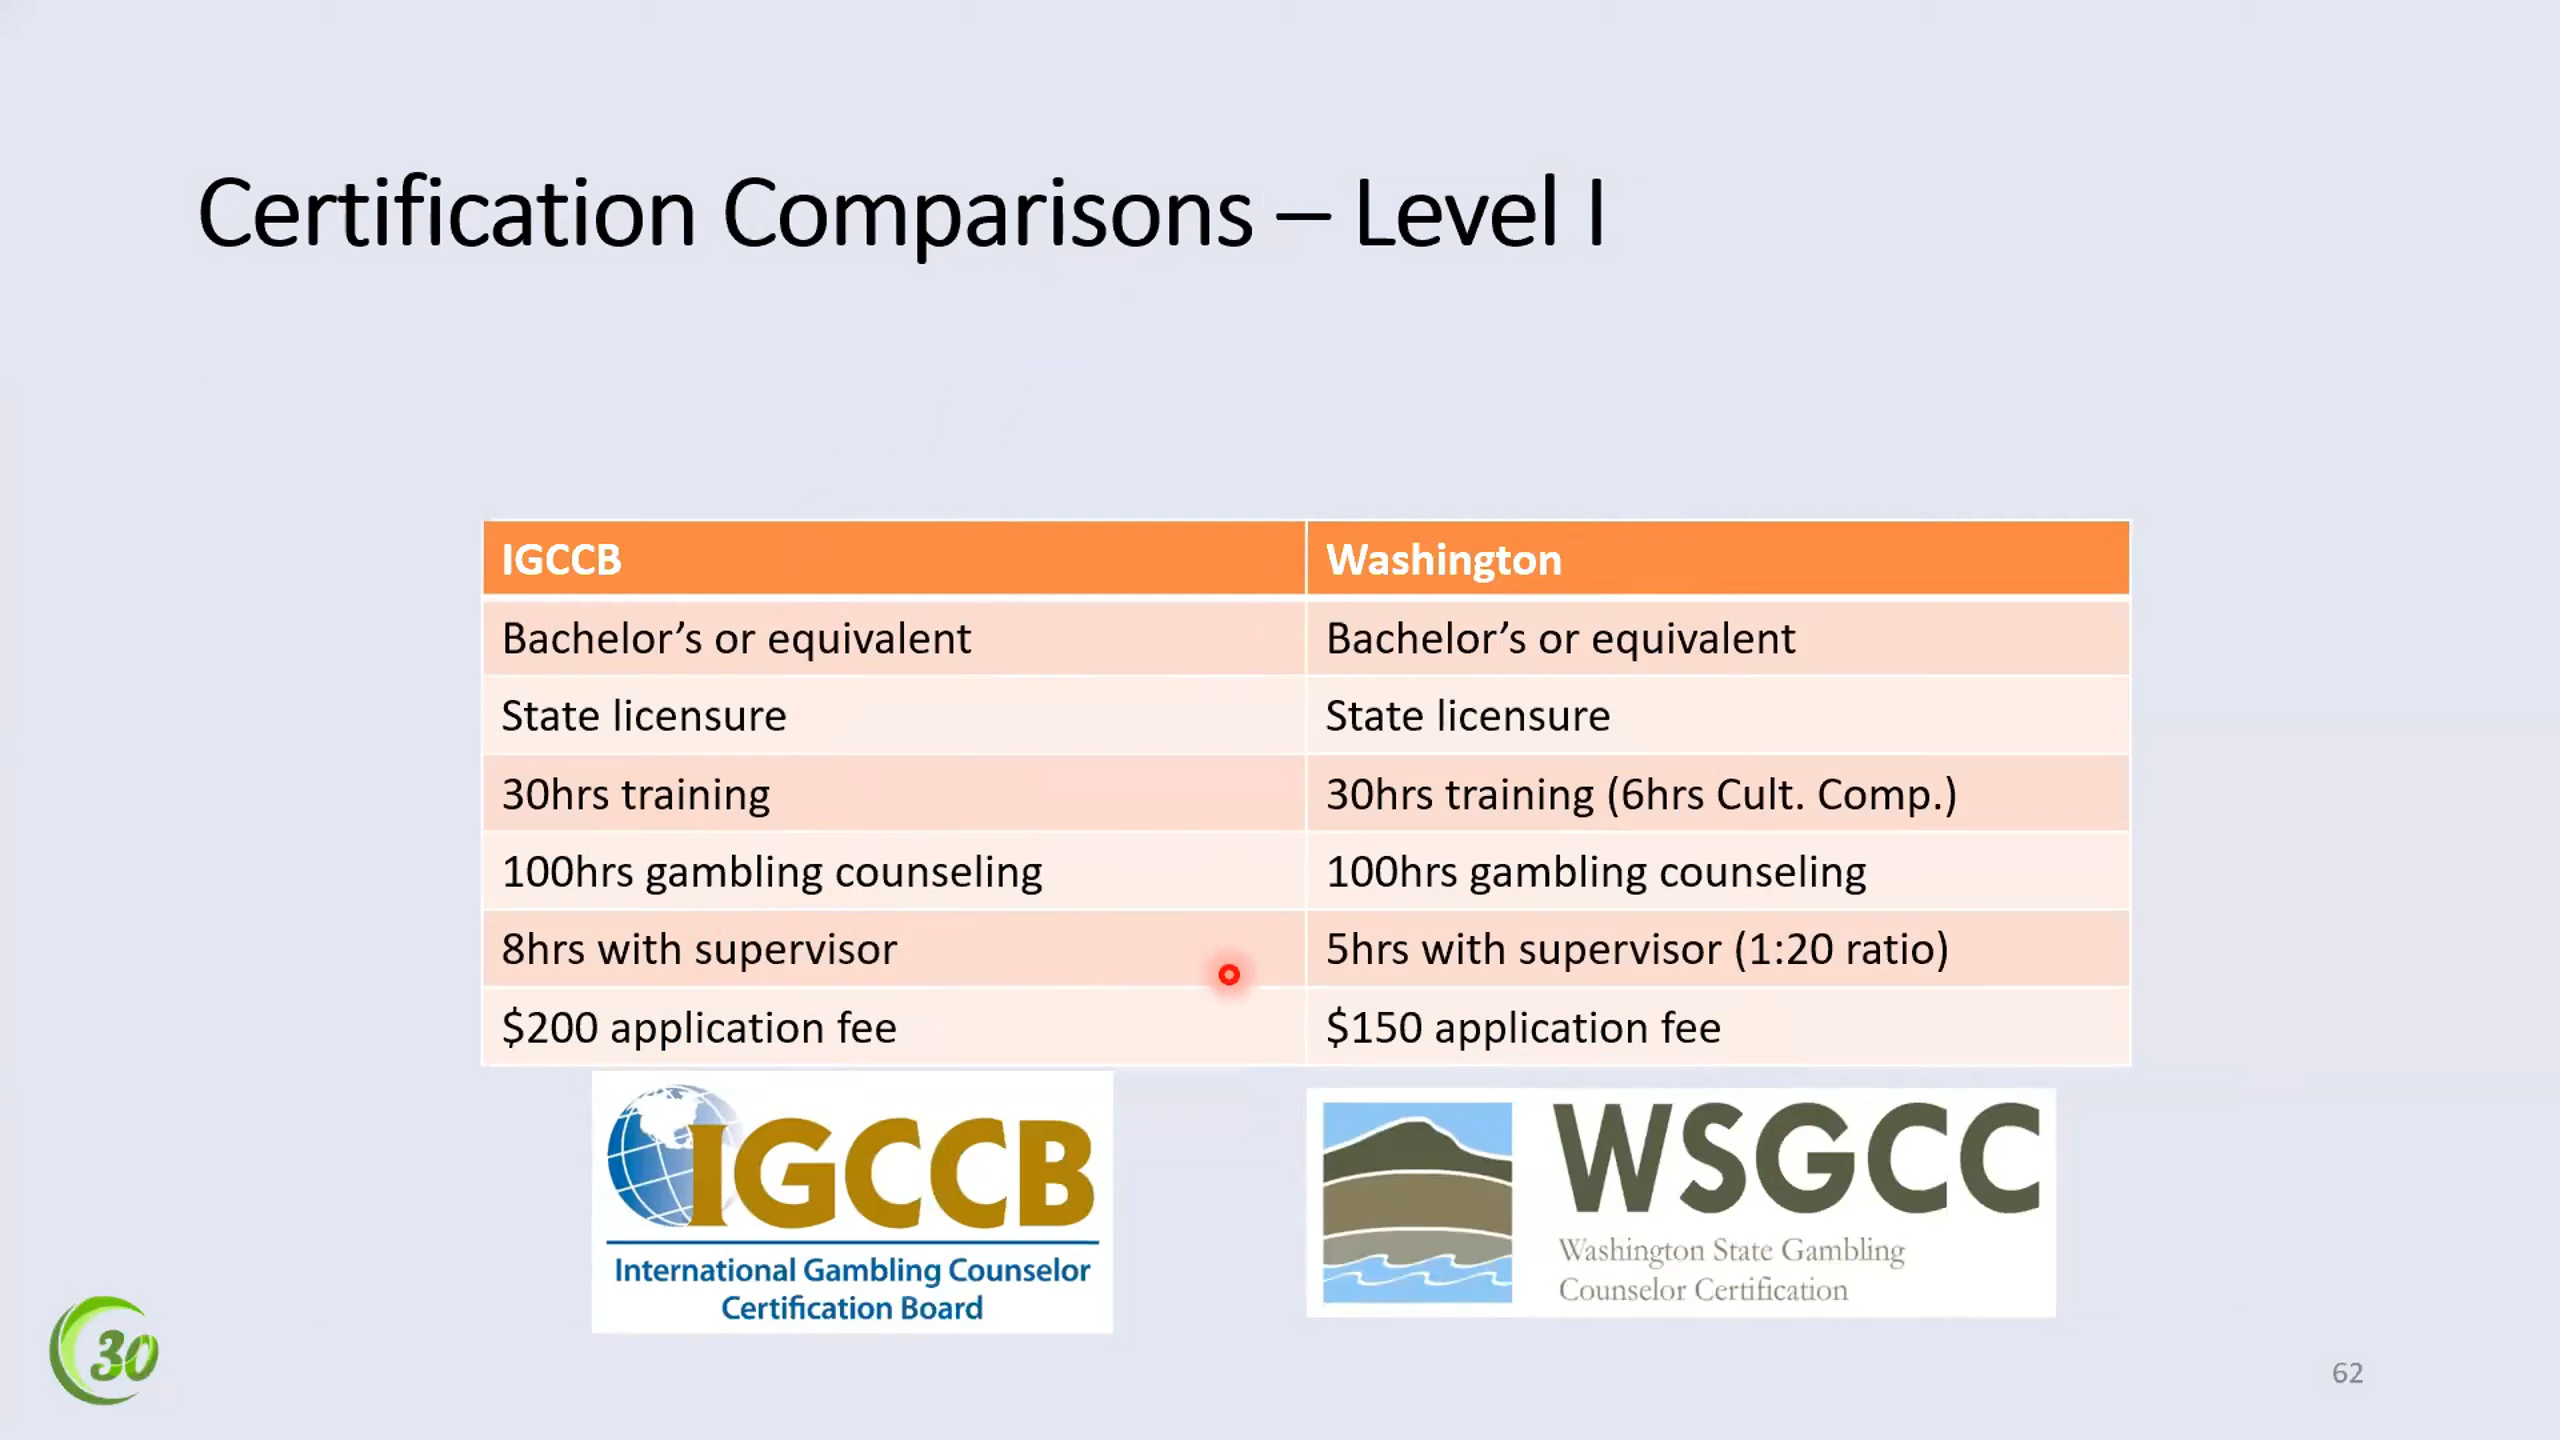 Certification Comparisons – Level I
IGCCB
Washington
Bachelor’s or equivalent
Bachelor’s or equivalent
State licensure
State licensure
30hrs training
30hrs training (6hrs Cult. Comp.)
100hrs gambling counseling
100hrs gambling counseling
8hrs with supervisor
5hrs with supervisor (1:20 ratio)
$200 application fee
$150 application fee
IGCCB
International Gambling Counselor
Certification Board
WSGCC
Washington State Gambling
Counselor Certification
30
62